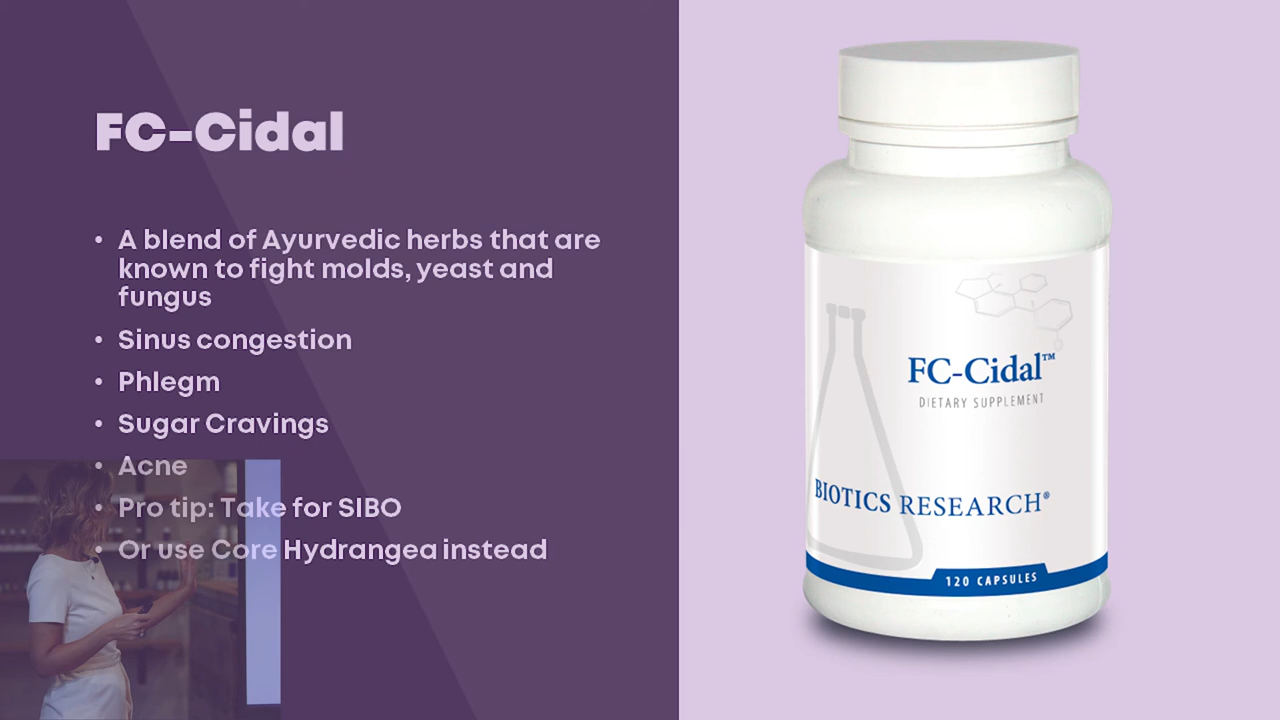 FC-Cidal
• A blend of Ayurvedic herbs that are
known to fight molds, yeast and
fungus
• Sinus congestion
• Phlegm
• Sugar Cravings
• Acne
• Pro tip: Take for SIBO
• Or use Core Hydrangea instead
FC-Cidal™
DIETARY SUPPLEMENT
BIOTICS RESEARCH®
120 CAPSULES